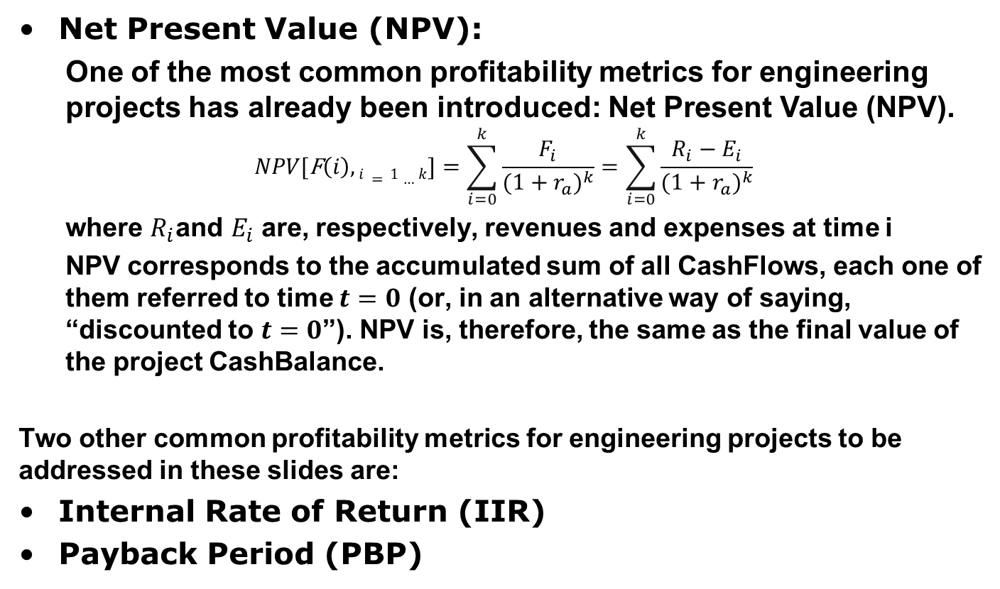 • Net Present Value (NPV):
One of the most common profitability metrics for engineering
projects has already been introduced: Net Present Value (NPV).
NPV[F(i), i = 1 ... k] = ∑_{i=0}^{k} F_i / (1 + r_a)^k = ∑_{i=0}^{k} (R_i − E_i) / (1 + r_a)^k
where R_i and E_i are, respectively, revenues and expenses at time i
NPV corresponds to the accumulated sum of all CashFlows, each one of
them referred to time t = 0 (or, in an alternative way of saying,
“discounted to t = 0”). NPV is, therefore, the same as the final value of
the project CashBalance.
Two other common profitability metrics for engineering projects to be
addressed in these slides are:
• Internal Rate of Return (IIR)
• Payback Period (PBP)